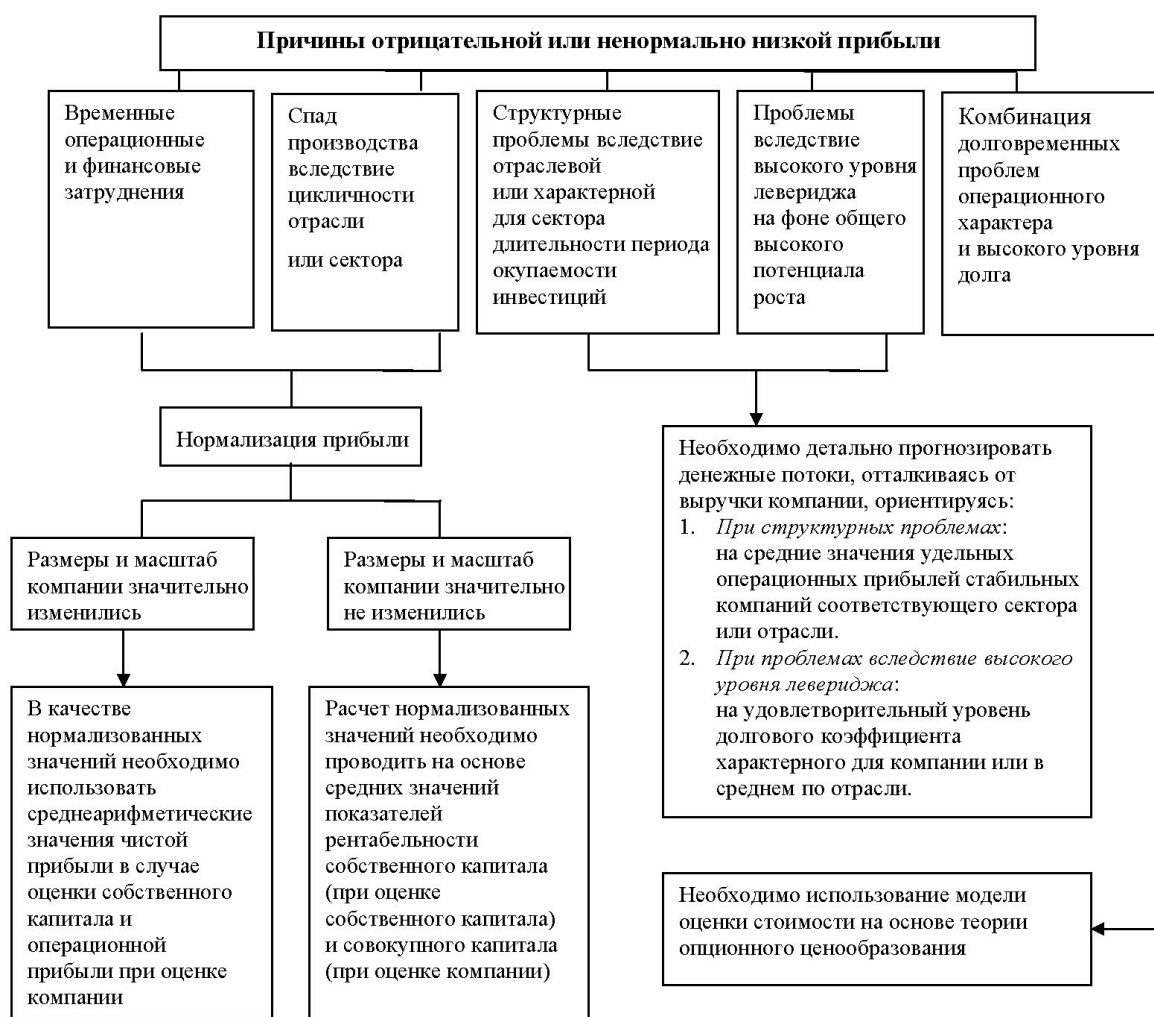 Причины отрицательной или ненормально низкой прибыли
Временные
операционные
и финансовые
затруднения
Спад
производства
вследствие
цикличности
отрасли
или сектора
Структурные
проблемы вследствие
отраслевой
или характерной
для сектора
длительности периода
окупаемости
инвестиций
Проблемы
вследствие
высокого уровня
левериджа
на фоне общего
высокого
потенциала
роста
Комбинация
долговременных
проблем
операционного
характера
и высокого уровня
долга
Нормализация прибыли
Размеры и масштаб
компании значительно
изменились
Размеры и масштаб
компании значительно
не изменились
В качестве
нормализованных
значений необходимо
использовать
среднеарифметические
значения чистой
прибыли в случае
оценки собственного
капитала и
операционной
прибыли при оценке
компании
Расчет нормализованных
значений необходимо
проводить на основе
средних значений
показателей
рентабельности
собственного капитала
(при оценке
собственного капитала)
и совокупного капитала
(при оценке компании)
Необходимо детально прогнозировать
денежные потоки, отталкиваясь от
выручки компании, ориентируясь:
1. При структурных проблемах:
на средние значения удельных
операционных прибылей стабильных
компаний соответствующего сектора
или отрасли.
2. При проблемах вследствие высокого
уровня левериджа:
на удовлетворительный уровень
долгового коэффициента
характерного для компании или в
среднем по отрасли.
Необходимо использование модели
оценки стоимости на основе теории
опционного ценообразования